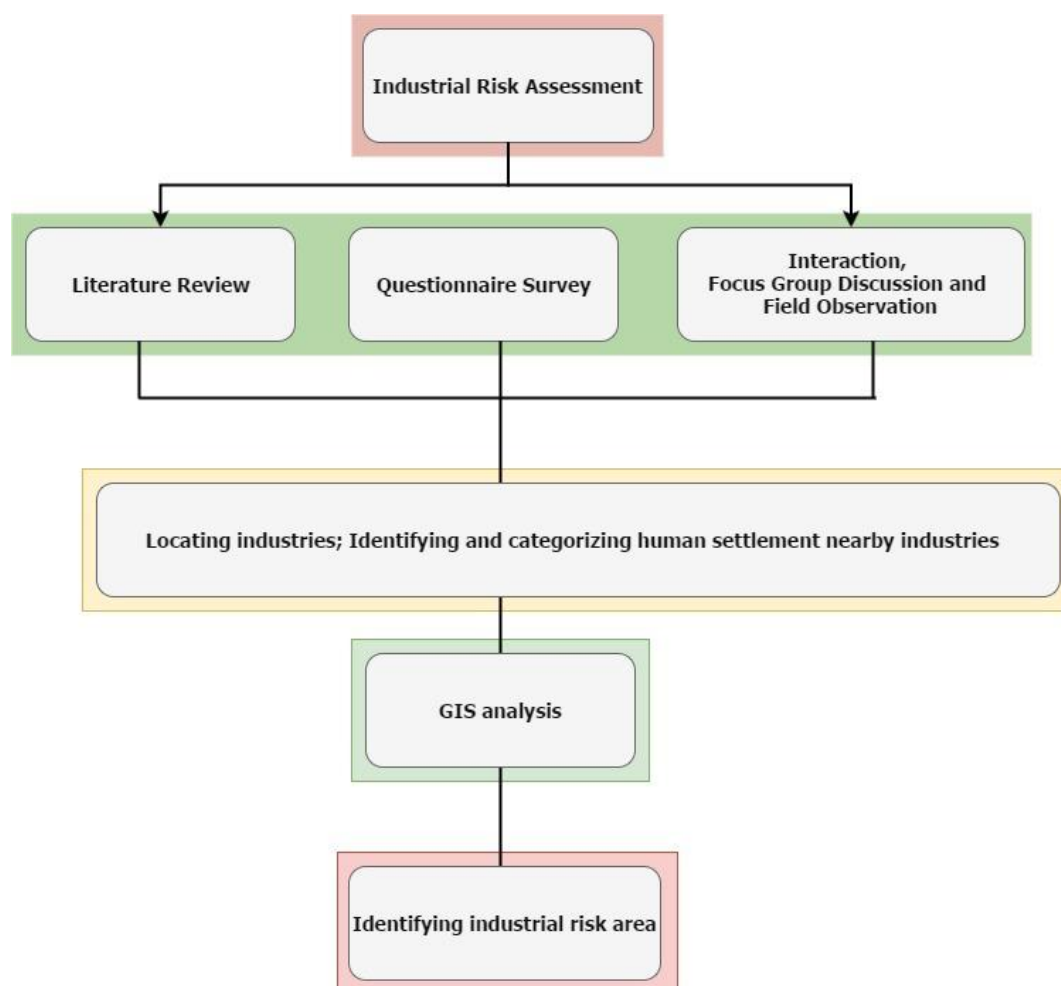 Industrial Risk Assessment
Literature Review
Questionnaire Survey
Interaction,
Focus Group Discussion and
Field Observation
Locating industries; Identifying and categorizing human settlement nearby industries
GIS analysis
Identifying industrial risk area